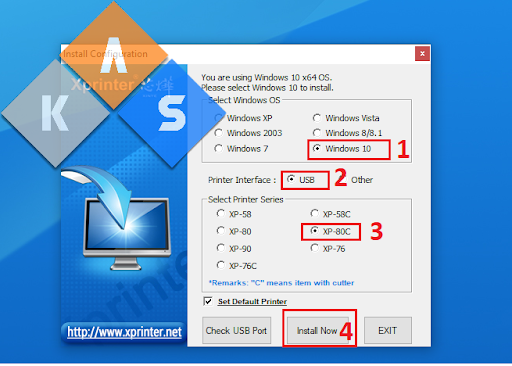 Install Configuration
x
A
K
S
Xprinter
You are using Windows 10 x64 OS.
Please select Windows 10 to install.
Select Windows OS
Windows XP
Windows Vista
Windows 2003
Windows 8/8.1
Windows 7
Windows 10
1
Printer Interface :
USB
2
Other
Select Printer Series
XP-58
XP-58C
XP-80
XP-80C
3
XP-90
XP-76
XP-76C
*Remarks: "C" means item with cutter
Set Default Printer
http://www.xprinter.net
Check USB Port
Install Now
4
EXIT
xprinter